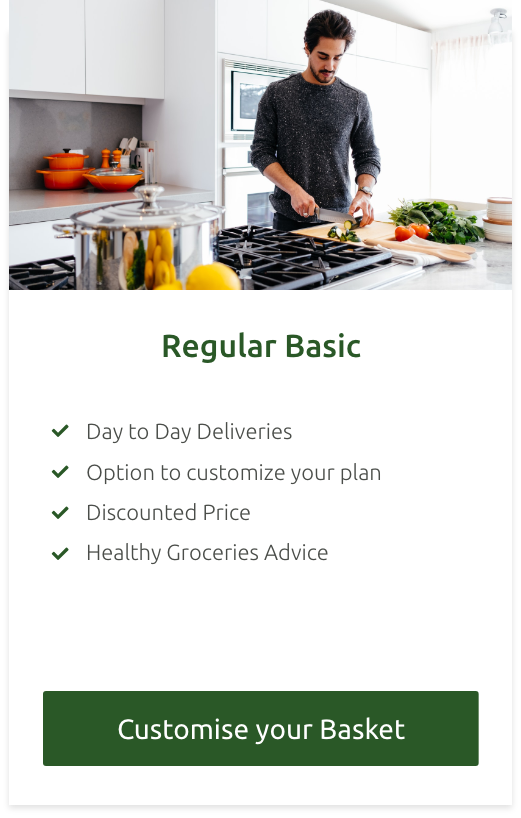 Regular Basic
Day to Day Deliveries
Option to customize your plan
Discounted Price
Healthy Groceries Advice
Customise your Basket